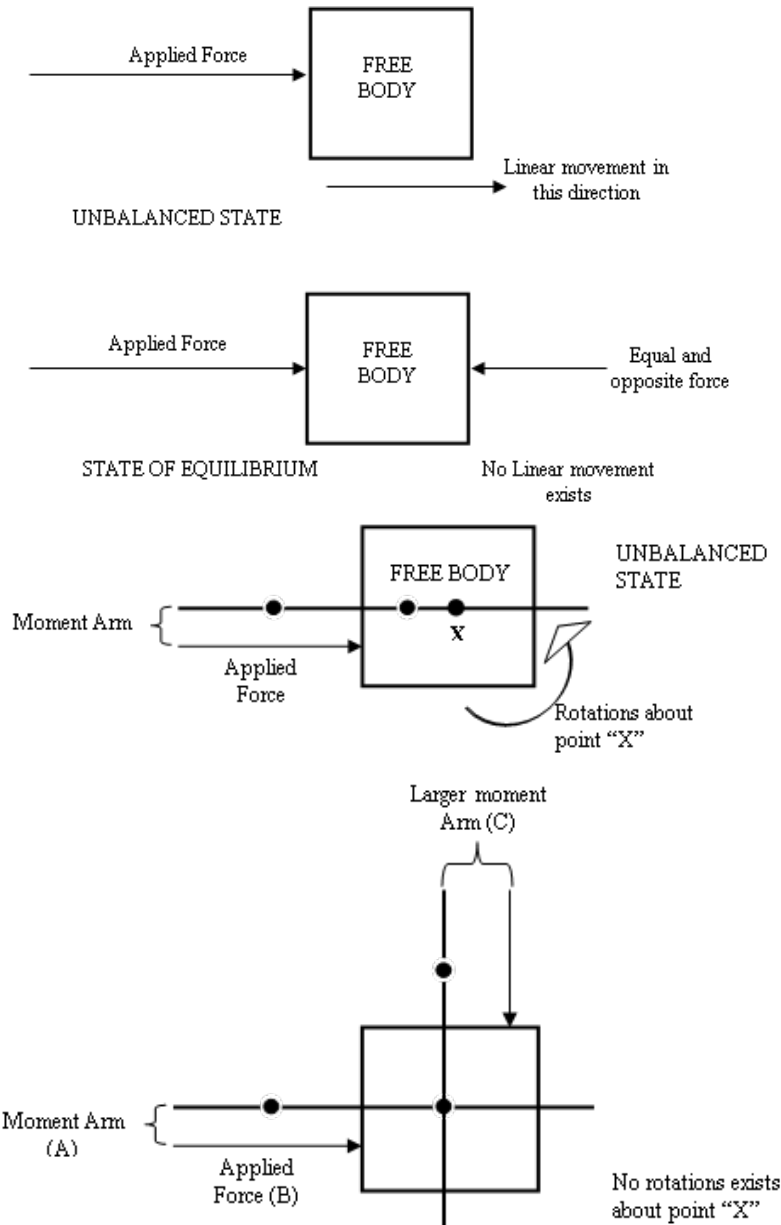 Applied Force
FREE
BODY
Linear movement in
this direction
UNBALANCED STATE
Applied Force
FREE
BODY
Equal and
opposite force
STATE OF EQUILIBRIUM
No Linear movement
exists
UNBALANCED
STATE
FREE BODY
Moment Arm
X
Applied
Force
Rotations about
point “X”
Larger moment
Arm (C)
Moment Arm
(A)
Applied
Force (B)
No rotations exists
about point “X”